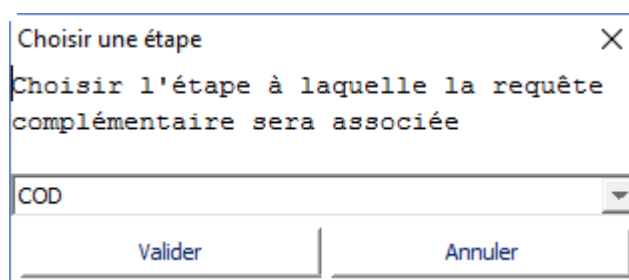 Choisir une étape
Choisir l'étape à laquelle la requête
complémentaire sera associée
COD
Valider Annuler